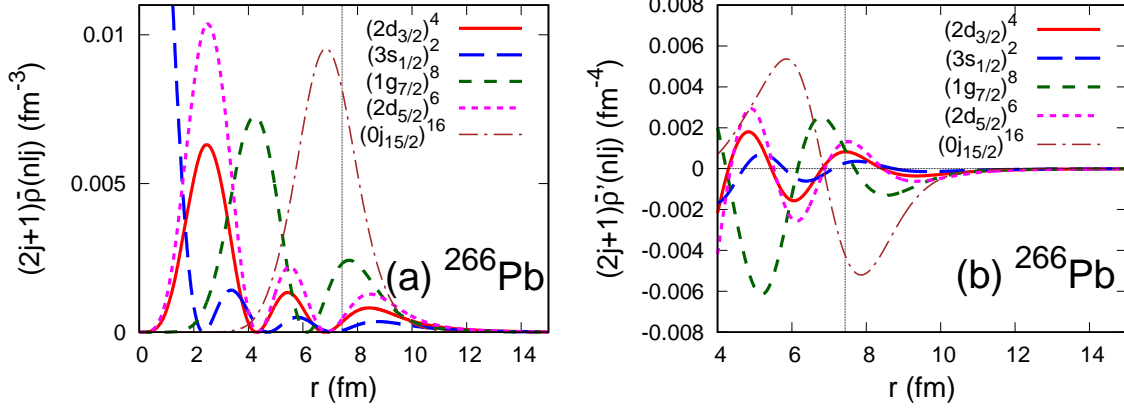 (2j+1)ρ̄(nlj) (fm⁻³)
0.01
0.005
0
(2d₃/₂)⁴
(3s₁/₂)²
(1g₇/₂)⁸
(2d₅/₂)⁶
(0j₁₅/₂)¹⁶
(a) ²⁶⁶Pb
0 2 4 6 8 10 12 14
r (fm)
(2j+1)ρ̄'(nlj) (fm⁻⁴)
0.008
0.006
0.004
0.002
0
-0.002
-0.004
-0.006
-0.008
(2d₃/₂)⁴
(3s₁/₂)²
(1g₇/₂)⁸
(2d₅/₂)⁶
(0j₁₅/₂)¹⁶
(b) ²⁶⁶Pb
4 6 8 10 12 14
r (fm)